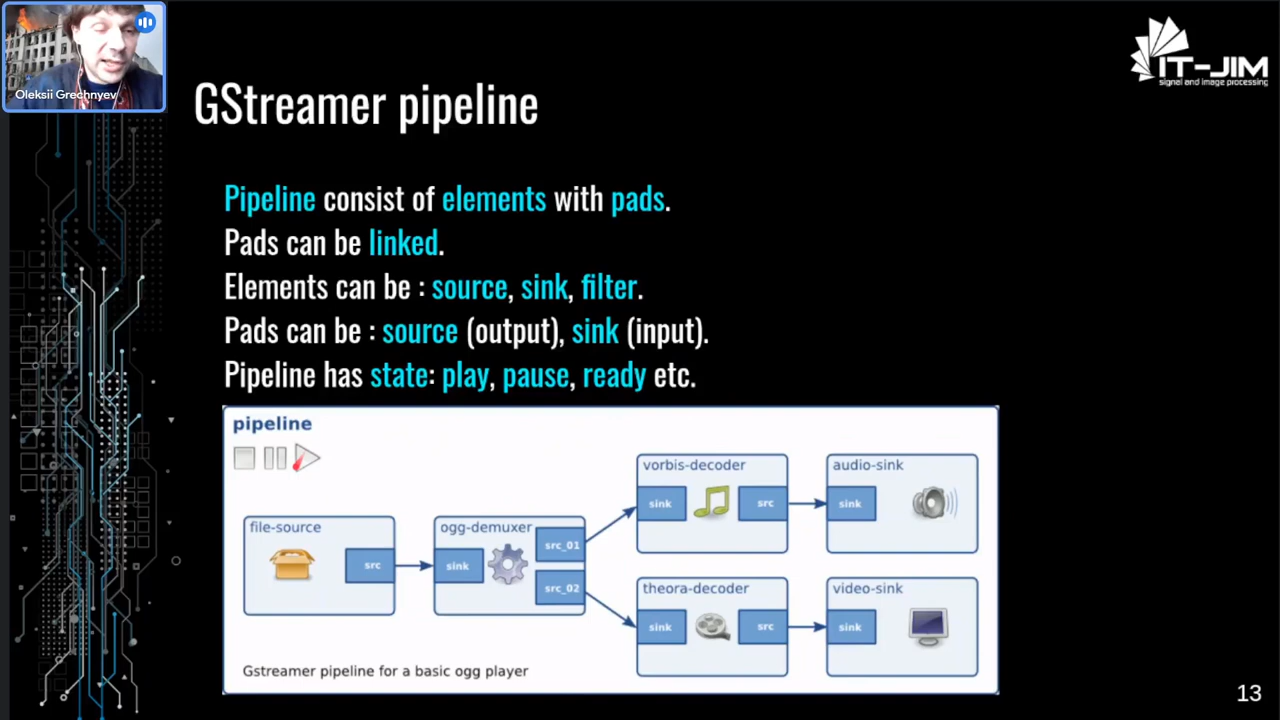 Oleksii Grechnyev
IT-JIM
signal and image processing
GStreamer pipeline
Pipeline consist of elements with pads.
Pads can be linked.
Elements can be : source, sink, filter.
Pads can be : source (output), sink (input).
Pipeline has state: play, pause, ready etc.
pipeline
file-source
src
ogg-demuxer
sink
src_01
src_02
vorbis-decoder
sink
src
audio-sink
sink
theora-decoder
sink
src
video-sink
sink
Gstreamer pipeline for a basic ogg player
13